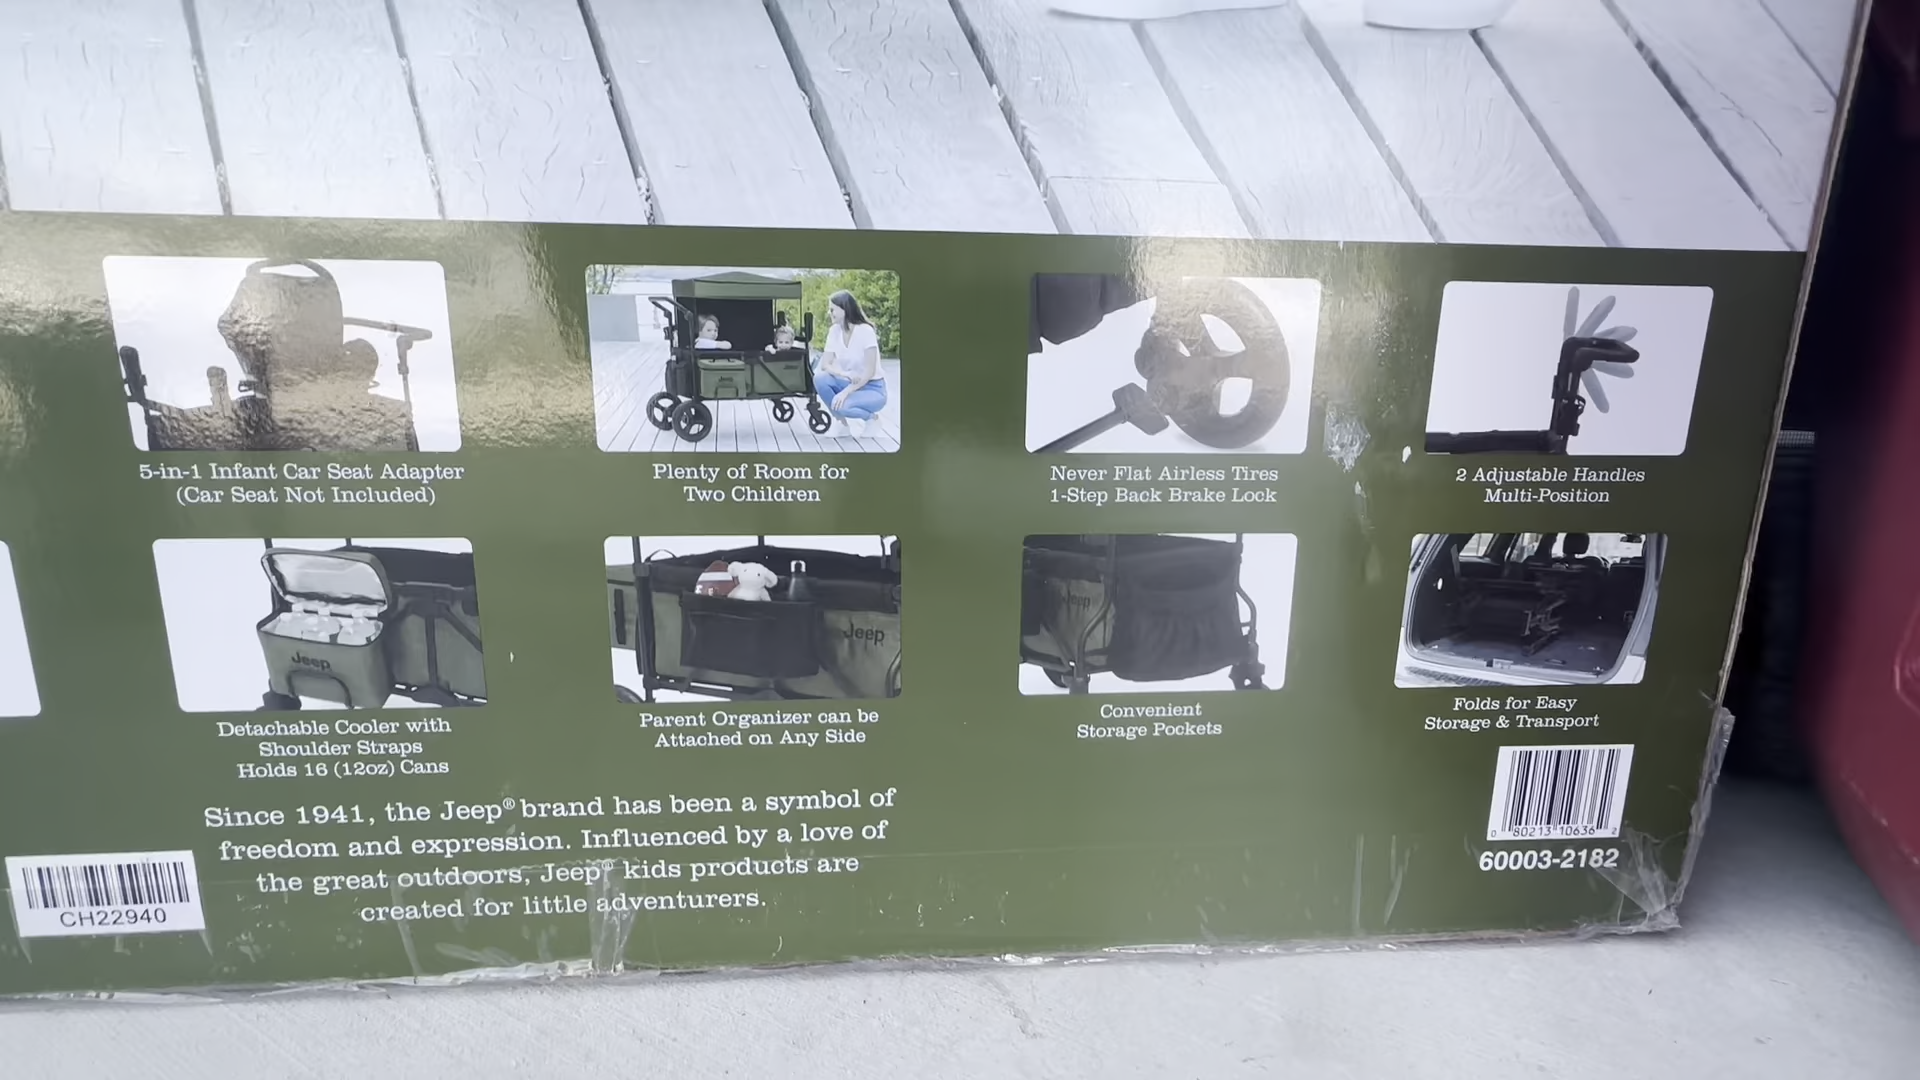 5-in-1 Infant Car Seat Adapter
(Car Seat Not Included)
Plenty of Room for
Two Children
Never Flat Airless Tires
1-Step Back Brake Lock
2 Adjustable Handles
Multi-Position
Jeep
Detachable Cooler with
Shoulder Straps
Holds 16 (12oz) Cans
Jeep
Parent Organizer can be
Attached on Any Side
Jeep
Convenient
Storage Pockets
Folds for Easy
Storage & Transport
Since 1941, the Jeep® brand has been a symbol of
freedom and expression. Influenced by a love of
the great outdoors, Jeep® kids products are
created for little adventurers.
CH22940
0 80213 10636 2
60003-2182